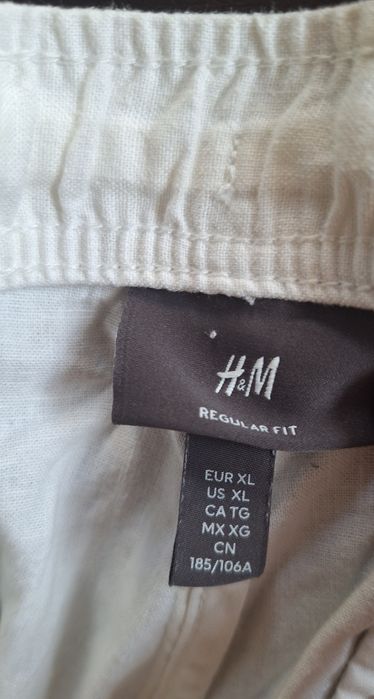 H&M
REGULAR FIT
EUR XL
US XL
CA TG
MX XG
CN
185/106A